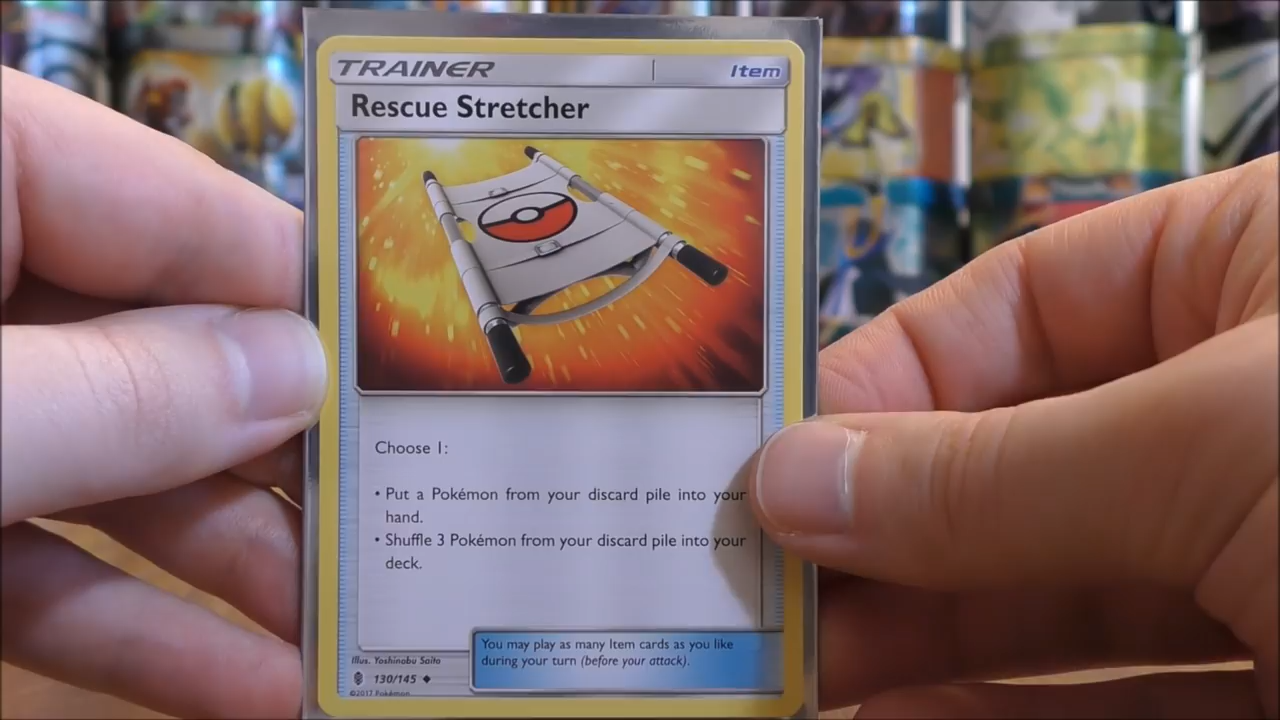 TRAINER Item
Rescue Stretcher
Choose 1:
• Put a Pokémon from your discard pile into your
hand.
• Shuffle 3 Pokémon from your discard pile into your
deck.
You may play as many Item cards as you like
during your turn (before your attack).
Illus. Yoshinobu Saito
130/145
©2017 Pokémon